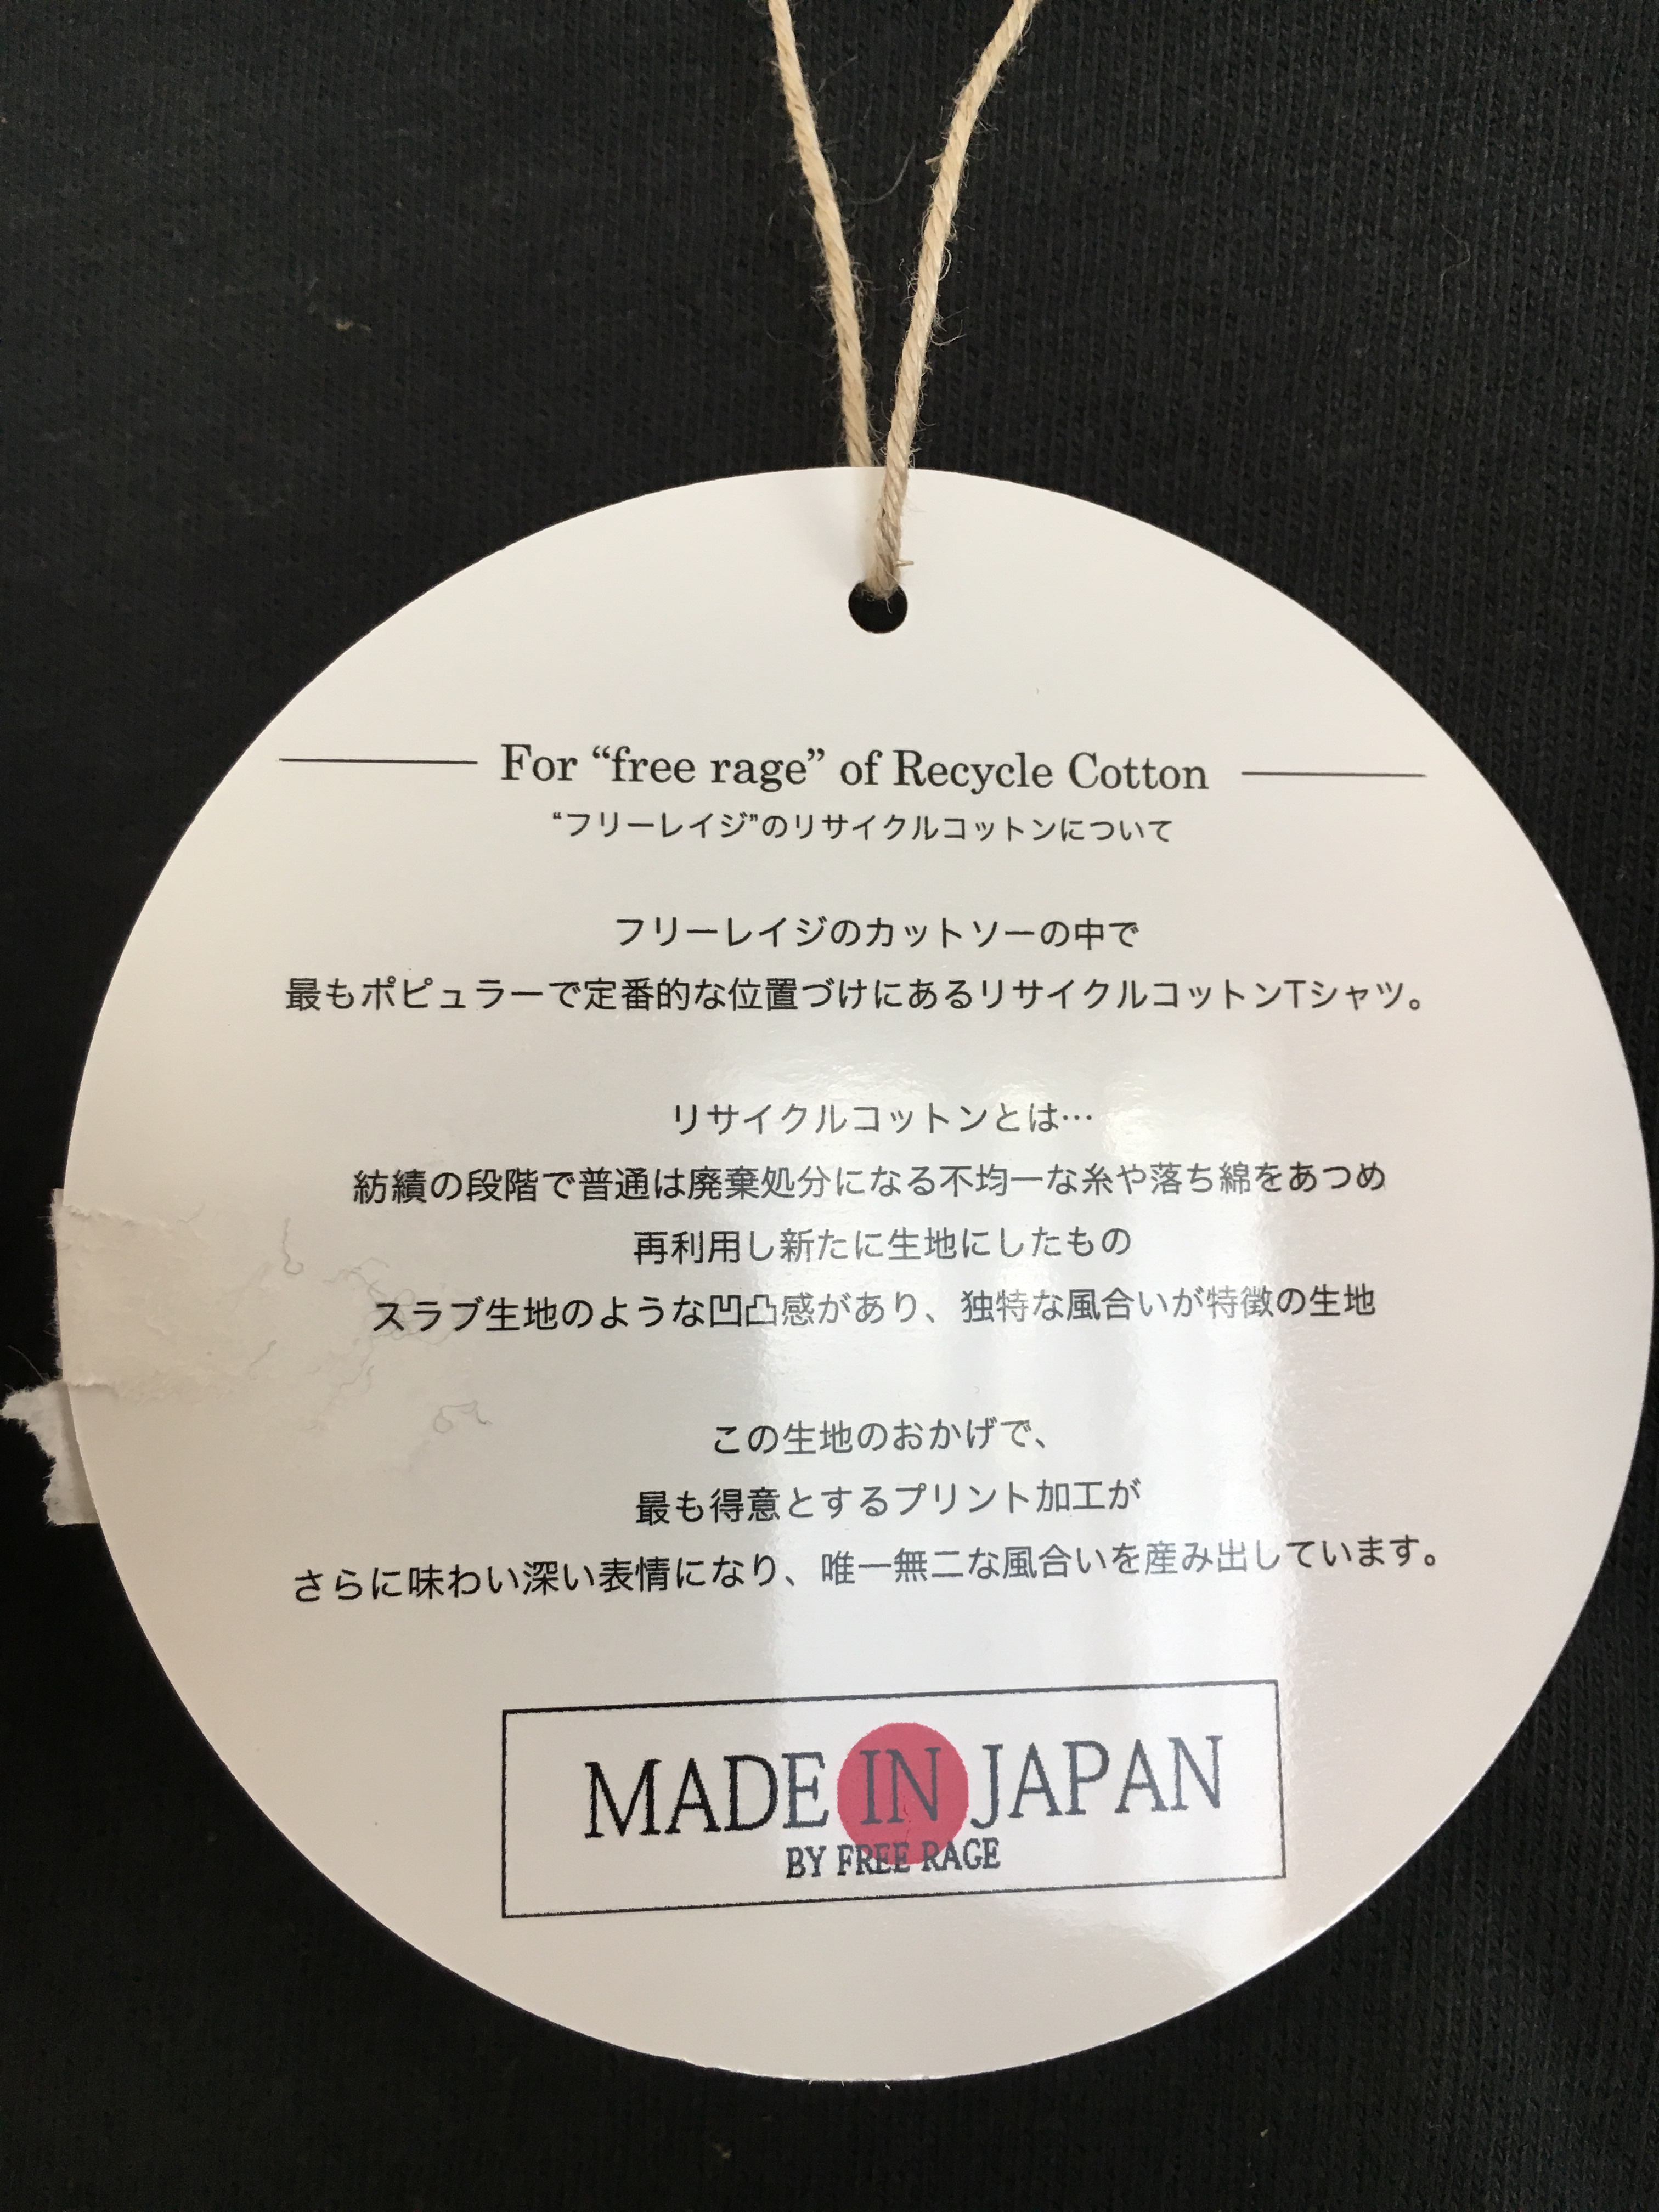 For “free rage” of Recycle Cotton
“フリーレイジ”のリサイクルコットンについて
フリーレイジのカットソーの中で
最もポピュラーで定番的な位置づけにあるリサイクルコットンTシャツ。
リサイクルコットンとは…
紡績の段階で普通は廃棄処分になる不均一な糸や落ち綿をあつめ
再利用し新たに生地にしたもの
スラブ生地のような凹凸感があり、独特な風合いが特徴の生地
この生地のおかげで、
最も得意とするプリント加工が
さらに味わい深い表情になり、唯一無二な風合いを産み出しています。
MADE IN JAPAN
BY FREE RAGE